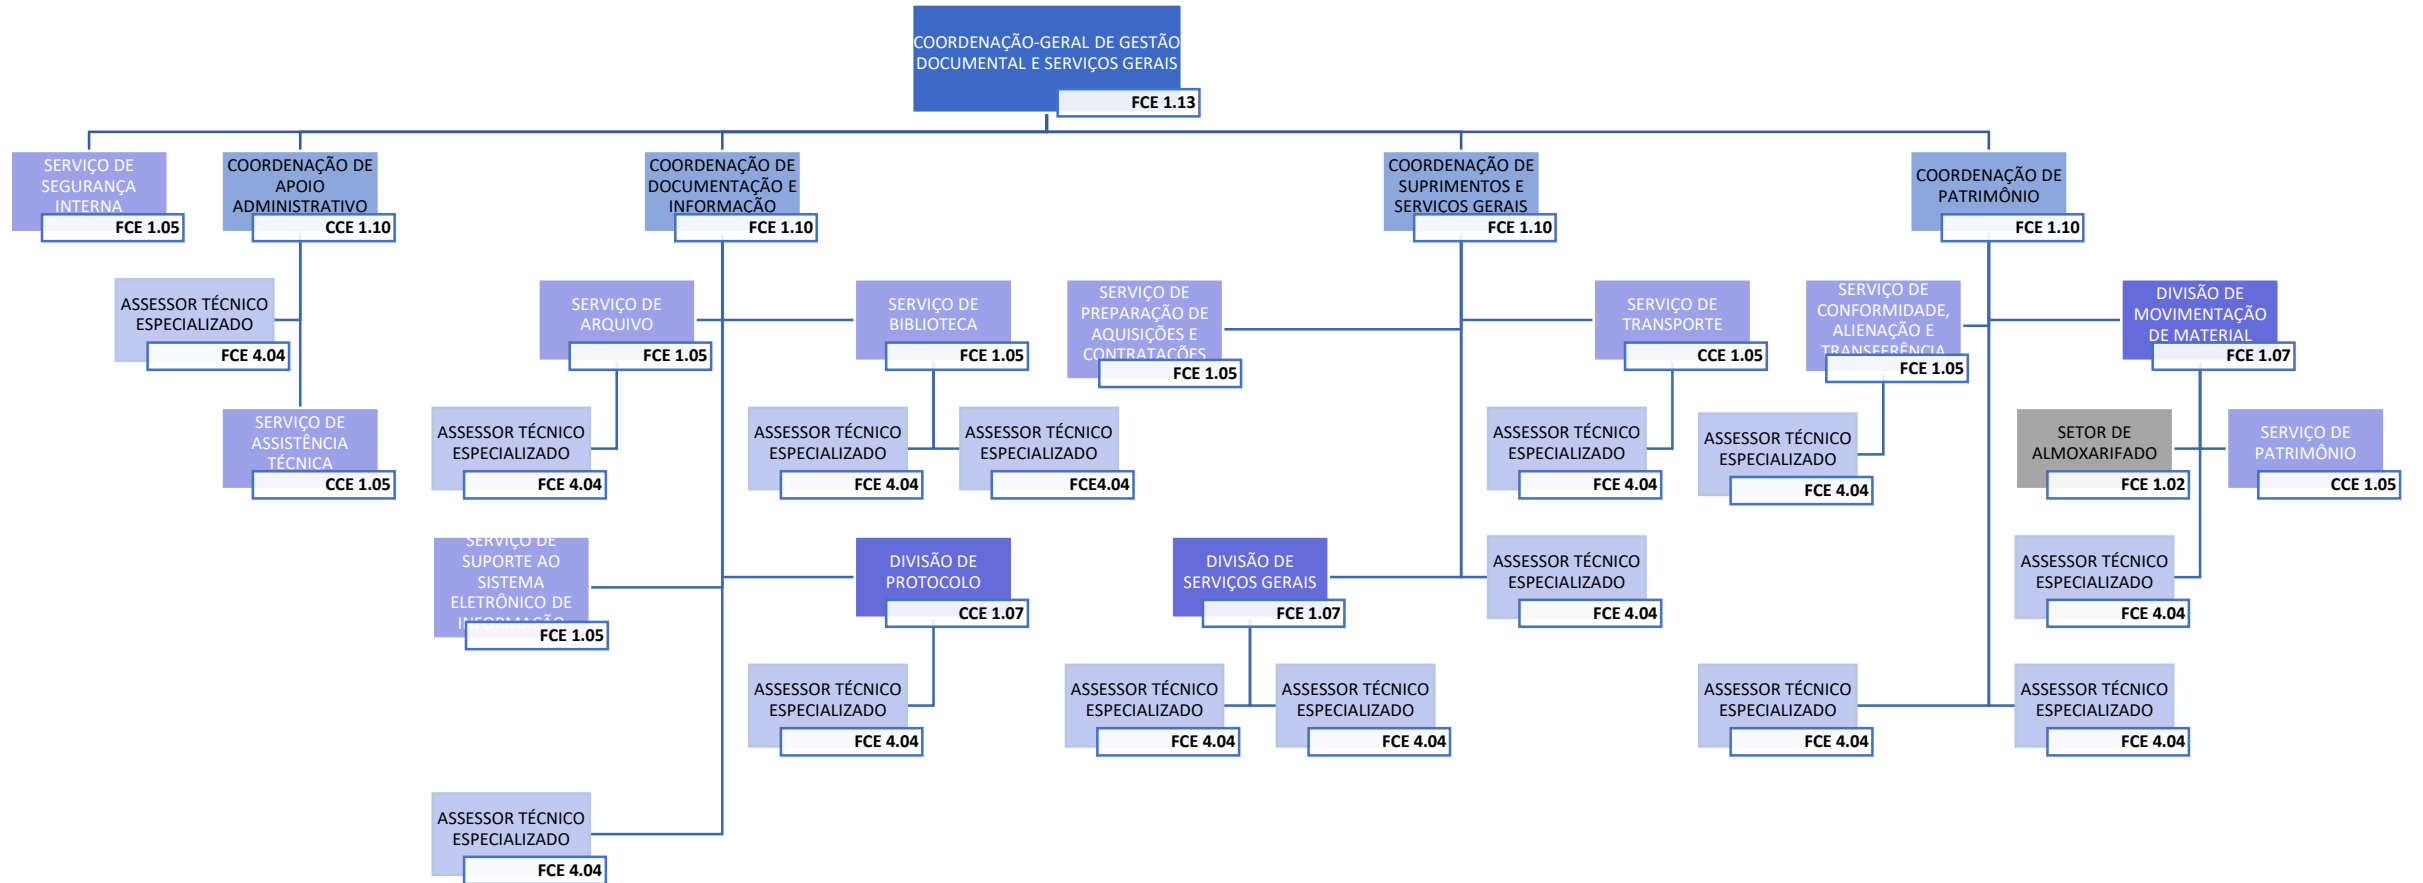 COORDENAÇÃO-GERAL DE GESTÃO
DOCUMENTAL E SERVIÇOS GERAIS
FCE 1.13
SERVIÇO DE
SEGURANÇA
INTERNA
FCE 1.05
COORDENAÇÃO DE
APOIO
ADMINISTRATIVO
CCE 1.10
COORDENAÇÃO DE
DOCUMENTAÇÃO E
INFORMAÇÃO
FCE 1.10
COORDENAÇÃO DE
SUPRIMENTOS E
SERVIÇOS GERAIS
FCE 1.10
COORDENAÇÃO DE
PATRIMÔNIO
FCE 1.10
ASSESSOR TÉCNICO
ESPECIALIZADO
FCE 4.04
SERVIÇO DE
ARQUIVO
FCE 1.05
SERVIÇO DE
BIBLIOTECA
FCE 1.05
SERVIÇO DE
PREPARAÇÃO DE
AQUISIÇÕES E
CONTRATAÇÕES
FCE 1.05
SERVIÇO DE
TRANSPORTE
CCE 1.05
SERVIÇO DE
CONFORMIDADE,
ALIENAÇÃO E
TRANSFERÊNCIA
FCE 1.05
DIVISÃO DE
MOVIMENTAÇÃO
DE MATERIAL
FCE 1.07
SERVIÇO DE
ASSISTÊNCIA
TÉCNICA
CCE 1.05
ASSESSOR TÉCNICO
ESPECIALIZADO
FCE 4.04
ASSESSOR TÉCNICO
ESPECIALIZADO
FCE 4.04
ASSESSOR TÉCNICO
ESPECIALIZADO
FCE4.04
ASSESSOR TÉCNICO
ESPECIALIZADO
FCE 4.04
ASSESSOR TÉCNICO
ESPECIALIZADO
FCE 4.04
SETOR DE
ALMOXARIFADO
FCE 1.02
SERVIÇO DE
PATRIMÔNIO
CCE 1.05
SERVIÇO DE
SUPORTE AO
SISTEMA
ELETRÔNICO DE
INFORMAÇÃO
FCE 1.05
DIVISÃO DE
PROTOCOLO
CCE 1.07
DIVISÃO DE
SERVIÇOS GERAIS
FCE 1.07
ASSESSOR TÉCNICO
ESPECIALIZADO
FCE 4.04
ASSESSOR TÉCNICO
ESPECIALIZADO
FCE 4.04
ASSESSOR TÉCNICO
ESPECIALIZADO
FCE 4.04
ASSESSOR TÉCNICO
ESPECIALIZADO
FCE 4.04
ASSESSOR TÉCNICO
ESPECIALIZADO
FCE 4.04
ASSESSOR TÉCNICO
ESPECIALIZADO
FCE 4.04
ASSESSOR TÉCNICO
ESPECIALIZADO
FCE 4.04
ASSESSOR TÉCNICO
ESPECIALIZADO
FCE 4.04